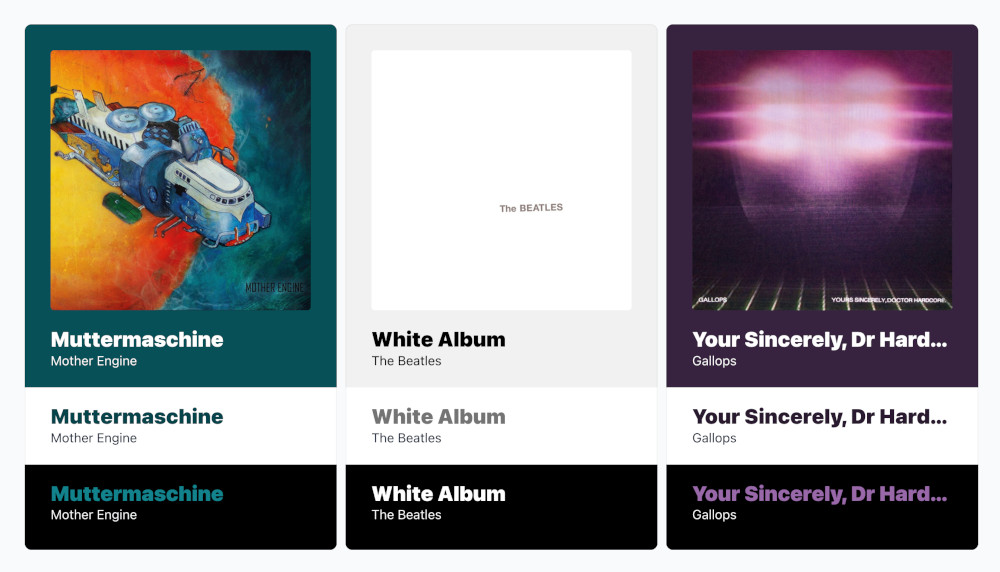 MOTHER ENGINE
Muttermaschine
Mother Engine
Muttermaschine
Mother Engine
Muttermaschine
Mother Engine
The BEATLES
White Album
The Beatles
White Album
The Beatles
White Album
The Beatles
GALLOPS
YOURS SINCERELY, DOCTOR HARDCORE
Your Sincerely, Dr Hard...
Gallops
Your Sincerely, Dr Hard...
Gallops
Your Sincerely, Dr Hard...
Gallops